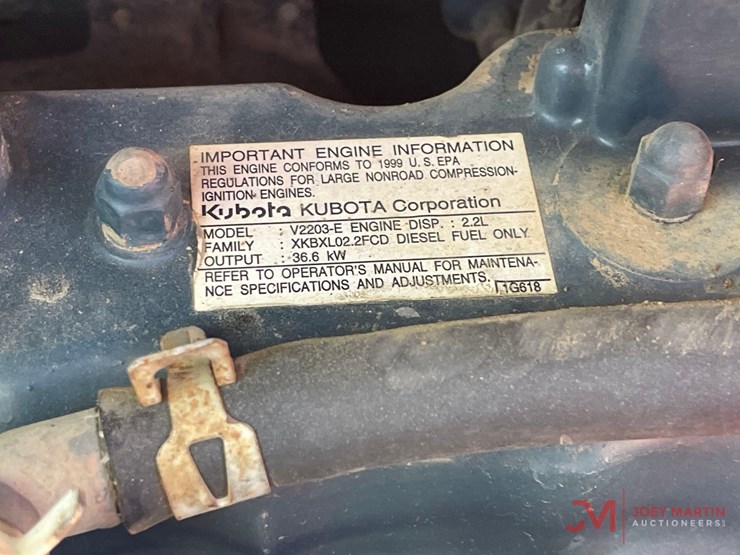 IMPORTANT ENGINE INFORMATION
THIS ENGINE CONFORMS TO 1999 U.S. EPA
REGULATIONS FOR LARGE NONROAD COMPRESSION-
IGNITION ENGINES.
Kubota KUBOTA Corporation
MODEL : V2203-E ENGINE DISP. : 2.2L
FAMILY : XKBXL02.2FCD DIESEL FUEL ONLY
OUTPUT : 36.6 kW
REFER TO OPERATOR'S MANUAL FOR MAINTENA-
NCE SPECIFICATIONS AND ADJUSTMENTS. 1G618
JM JOEY MARTIN
AUCTIONEERS